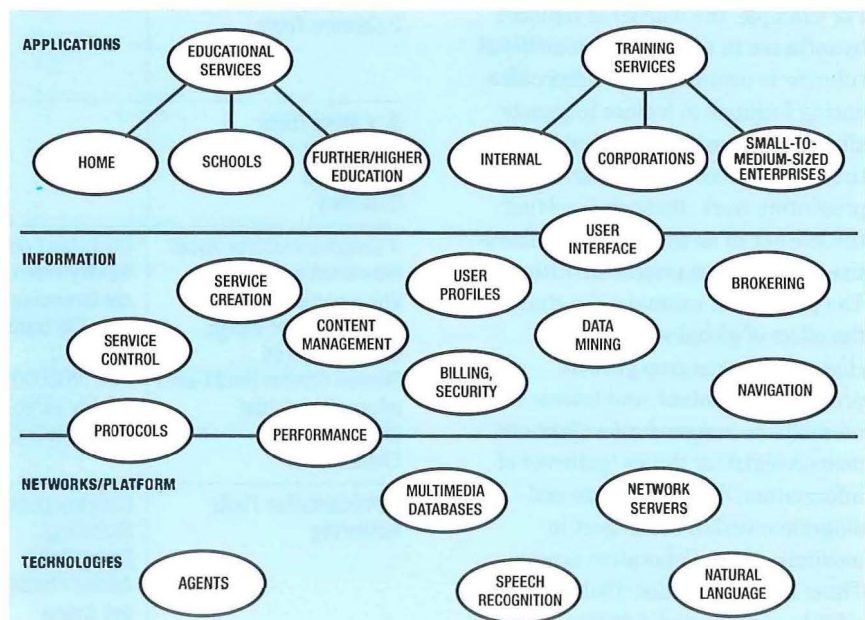 APPLICATIONS
EDUCATIONAL
SERVICES
TRAINING
SERVICES
HOME
SCHOOLS
FURTHER/HIGHER
EDUCATION
INTERNAL
CORPORATIONS
SMALL-TO-
MEDIUM-SIZED
ENTERPRISES
USER
INTERFACE
INFORMATION
SERVICE
CREATION
USER
PROFILES
BROKERING
SERVICE
CONTROL
CONTENT
MANAGEMENT
DATA
MINING
BILLING,
SECURITY
NAVIGATION
PROTOCOLS
PERFORMANCE
NETWORKS/PLATFORM
MULTIMEDIA
DATABASES
NETWORK
SERVERS
TECHNOLOGIES
AGENTS
SPEECH
RECOGNITION
NATURAL
LANGUAGE